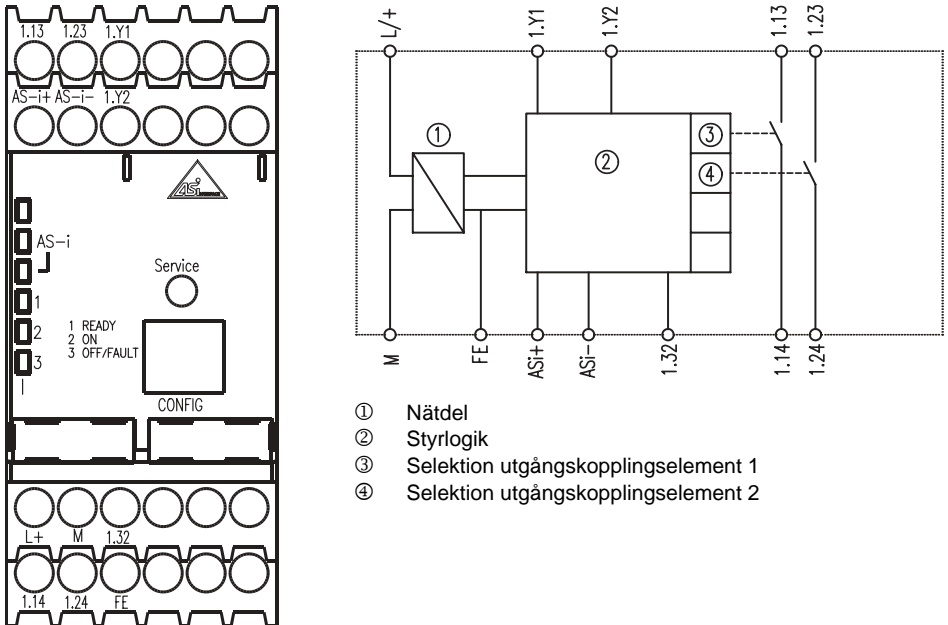 1.13 1.23 1.Y1
AS-i+ AS-i- 1.Y2
ASi
INTERFACE
AS-i
Service
1
2
3
1 READY
2 ON
3 OFF/FAULT
CONFIG
L+ M 1.32
1.14 1.24 FE
L/+ 1.Y1 1.Y2 1.13 1.23
① ② ③
④
M FE ASi+ ASi- 1.32 1.14 1.24
① Nätdel
② Styrlogik
③ Selektion utgångskopplingselement 1
④ Selektion utgångskopplingselement 2